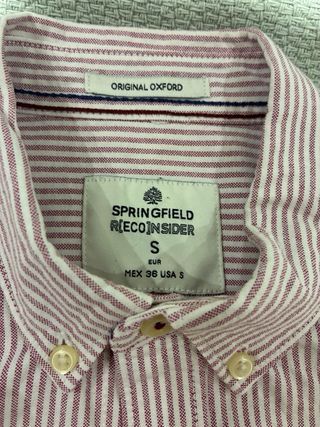 ORIGINAL OXFORD
SPRINGFIELD
R[ECO]NSIDER
S
EUR
MEX 36 USA S